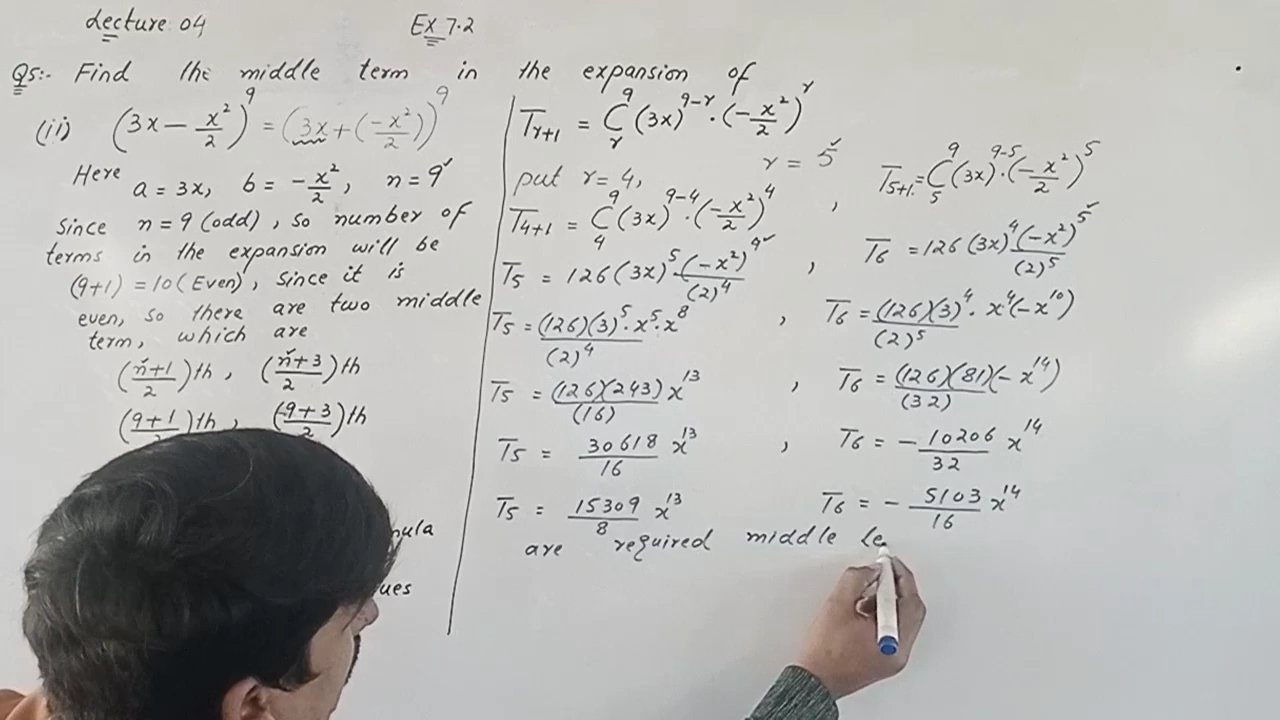 Lecture 04 Ex 7.2
Q5:- Find the middle term in the expansion of
(ii) (3x - x²/2)⁹ = (3x + (-x²/2))⁹
Here a = 3x, b = -x²/2, n = 9
Since n = 9 (odd), so number of
terms in the expansion will be
(9+1) = 10 (Even), Since it is
even, so there are two middle
term, which are
(n+1/2)th, (n+3/2)th
(9+1/2)th, (9+3/2)th
ues
T_{r+1} = C⁹_r (3x)^{9-r} · (-x²/2)^r
put r = 4, r = 5
T_{4+1} = C⁹_4 (3x)^{9-4} · (-x²/2)⁴ , T_{5+1} = C⁹_5 (3x)^{9-5} · (-x²/2)⁵
T₅ = 126 (3x)⁵ · (-x²)⁴/(2)⁴ , T₆ = 126 (3x)⁴ (-x²)⁵/(2)⁵
T₅ = (126)(3)⁵/(2)⁴ · x⁵ · x⁸ , T₆ = (126)(3)⁴/(2)⁵ · x⁴ (-x¹⁰)
T₅ = (126)(243)/(16) x¹³ , T₆ = (126)(81)/(32) (-x¹⁴)
T₅ = 30618/16 x¹³ , T₆ = - 10206/32 x¹⁴
T₅ = 15309/8 x¹³ T₆ = - 5103/16 x¹⁴
are required middle te